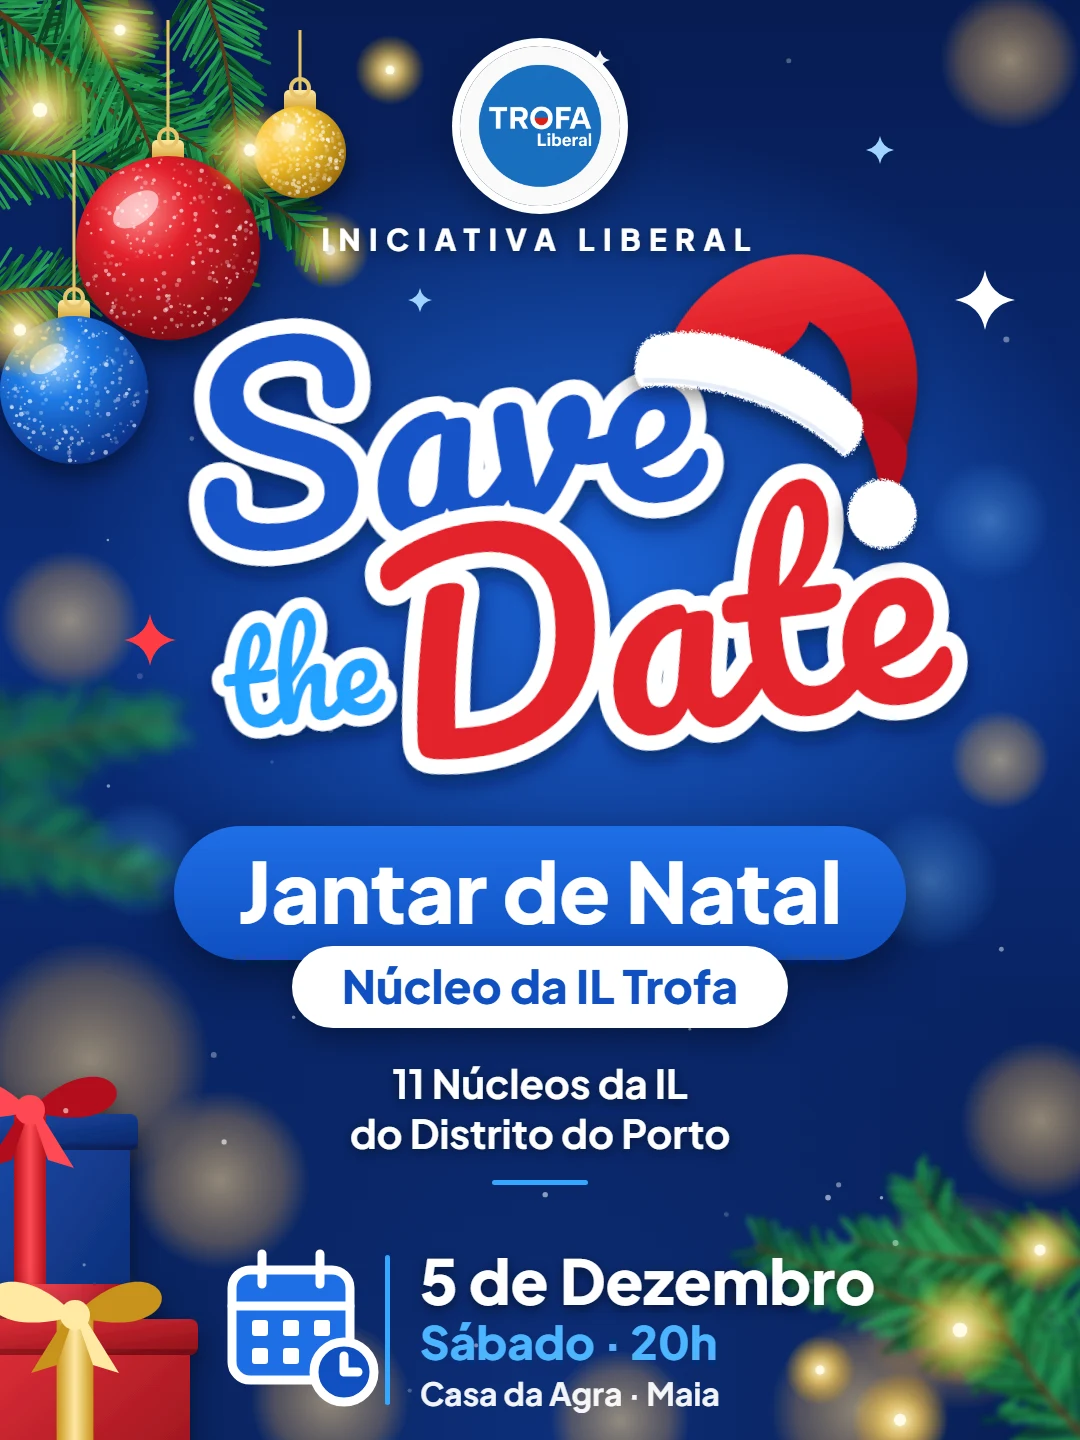 TROFA
Liberal
INICIATIVA LIBERAL
Save
the Date
Jantar de Natal
Núcleo da IL Trofa
11 Núcleos da IL
do Distrito do Porto
5 de Dezembro
Sábado · 20h
Casa da Agra · Maia